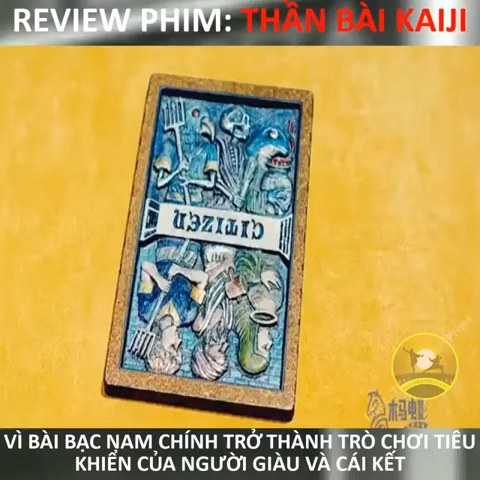 REVIEW PHIM: THẦN BÀI KAIJI
CITIZEN
VÌ BÀI BẠC NAM CHÍNH TRỞ THÀNH TRÒ CHƠI TIÊU
KHIỂN CỦA NGƯỜI GIÀU VÀ CÁI KẾT